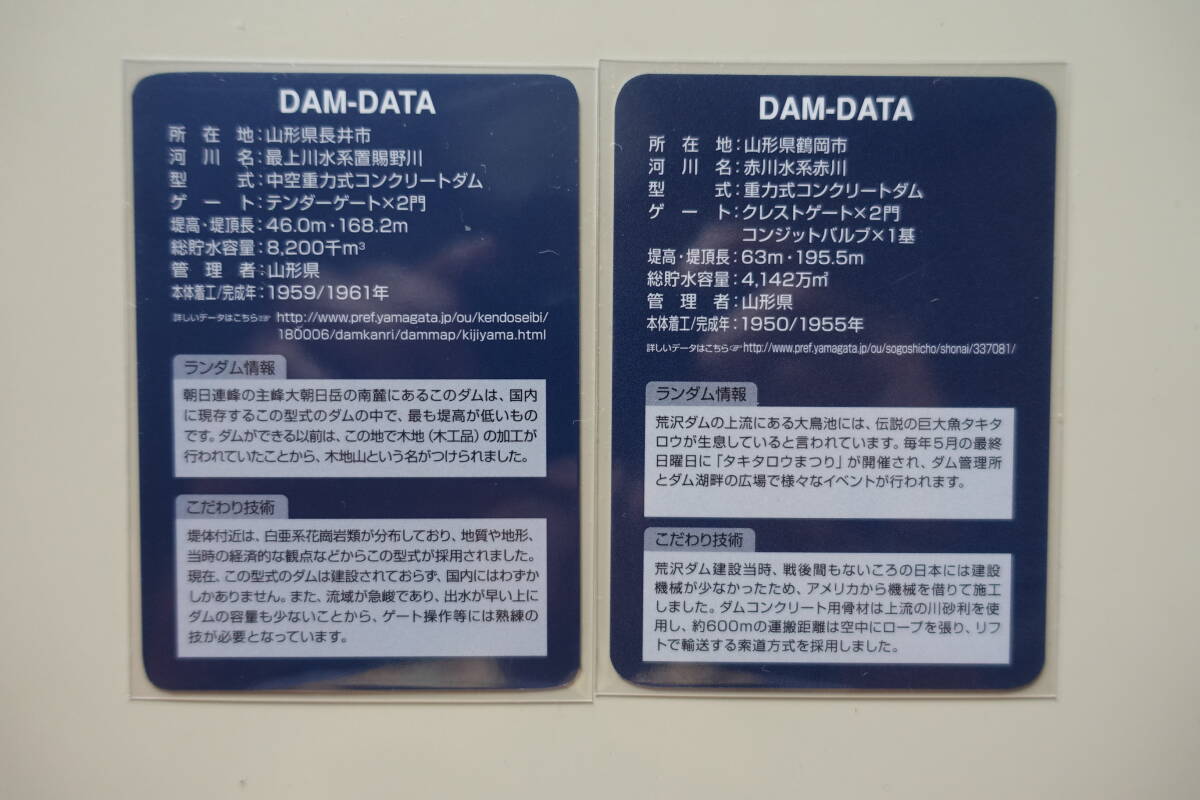 DAM-DATA
所在地:山形県長井市
河川名:最上川水系置賜野川
型式:中空重力式コンクリートダム
ゲート:テンダーゲート×2門
堤高・堤頂長:46.0m・168.2m
総貯水容量:8,200千m³
管理者:山形県
本体着工/完成年:1959/1961年
詳しいデータはこちら☞ http://www.pref.yamagata.jp/ou/kendoseibi/
180006/damkanri/dammap/kijiyama.html
ランダム情報
朝日連峰の主峰大朝日岳の南麓にあるこのダムは、国内
に現存するこの型式のダムの中で、最も堤高が低いもの
です。ダムができる以前は、この地で木地（木工品）の加工が
行われていたことから、木地山という名がつけられました。
こだわり技術
堤体付近は、白亜系花崗岩類が分布しており、地質や地形、
当時の経済的な観点などからこの型式が採用されました。
現在、この型式のダムは建設されておらず、国内にはわずか
しかありません。また、流域が急峻であり、出水が早い上に
ダムの容量も少ないことから、ゲート操作等には熟練の
技が必要となっています。
DAM-DATA
所在地:山形県鶴岡市
河川名:赤川水系赤川
型式:重力式コンクリートダム
ゲート:クレストゲート×2門
コンジットバルブ×1基
堤高・堤頂長:63m・195.5m
総貯水容量:4,142万㎥
管理者:山形県
本体着工/完成年:1950/1955年
詳しいデータはこちら☞http://www.pref.yamagata.jp/ou/sogoshicho/shonai/337081/
ランダム情報
荒沢ダムの上流にある大鳥池には、伝説の巨大魚タキタ
ロウが生息していると言われています。毎年5月の最終
日曜日に「タキタロウまつり」が開催され、ダム管理所
とダム湖畔の広場で様々なイベントが行われます。
こだわり技術
荒沢ダム建設当時、戦後間もないころの日本には建設
機械が少なかったため、アメリカから機械を借りて施工
しました。ダムコンクリート用骨材は上流の川砂利を使
用し、約600mの運搬距離は空中にロープを張り、リフ
トで輸送する索道方式を採用しました。